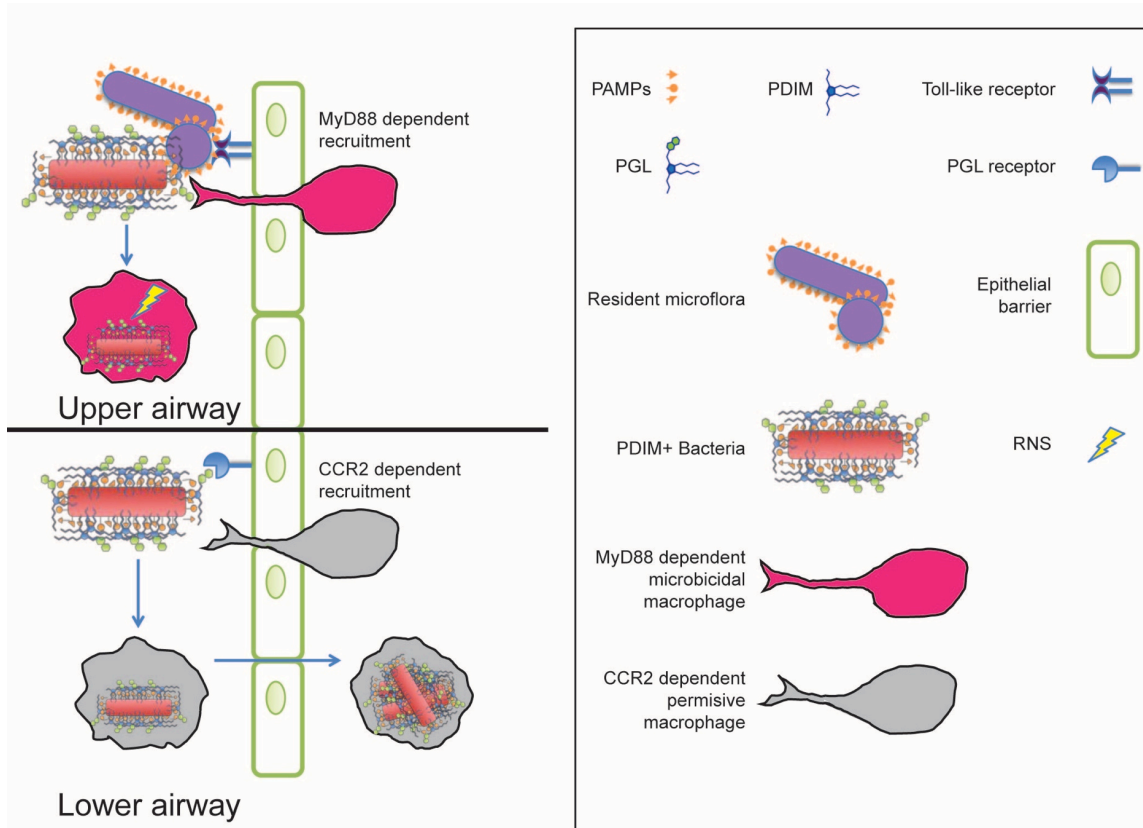 MyD88 dependent
recruitment
Upper airway
CCR2 dependent
recruitment
Lower airway
PAMPs
PDIM
Toll-like receptor
PGL
PGL receptor
Resident microflora
Epithelial
barrier
PDIM+ Bacteria
RNS
MyD88 dependent
microbicidal
macrophage
CCR2 dependent
permisive
macrophage